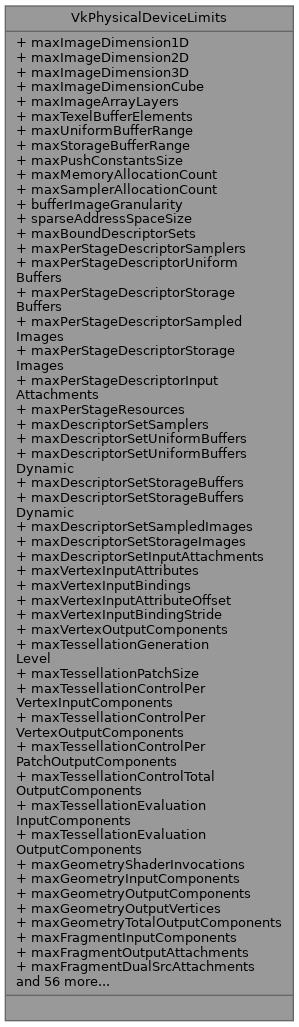 VkPhysicalDeviceLimits
+ maxImageDimension1D
+ maxImageDimension2D
+ maxImageDimension3D
+ maxImageDimensionCube
+ maxImageArrayLayers
+ maxTexelBufferElements
+ maxUniformBufferRange
+ maxStorageBufferRange
+ maxPushConstantsSize
+ maxMemoryAllocationCount
+ maxSamplerAllocationCount
+ bufferImageGranularity
+ sparseAddressSpaceSize
+ maxBoundDescriptorSets
+ maxPerStageDescriptorSamplers
+ maxPerStageDescriptorUniform
Buffers
+ maxPerStageDescriptorStorage
Buffers
+ maxPerStageDescriptorSampled
Images
+ maxPerStageDescriptorStorage
Images
+ maxPerStageDescriptorInput
Attachments
+ maxPerStageResources
+ maxDescriptorSetSamplers
+ maxDescriptorSetUniformBuffers
+ maxDescriptorSetUniformBuffers
Dynamic
+ maxDescriptorSetStorageBuffers
+ maxDescriptorSetStorageBuffers
Dynamic
+ maxDescriptorSetSampledImages
+ maxDescriptorSetStorageImages
+ maxDescriptorSetInputAttachments
+ maxVertexInputAttributes
+ maxVertexInputBindings
+ maxVertexInputAttributeOffset
+ maxVertexInputBindingStride
+ maxVertexOutputComponents
+ maxTessellationGeneration
Level
+ maxTessellationPatchSize
+ maxTessellationControlPer
VertexInputComponents
+ maxTessellationControlPer
VertexOutputComponents
+ maxTessellationControlPer
PatchOutputComponents
+ maxTessellationControlTotal
OutputComponents
+ maxTessellationEvaluation
InputComponents
+ maxTessellationEvaluation
OutputComponents
+ maxGeometryShaderInvocations
+ maxGeometryInputComponents
+ maxGeometryOutputComponents
+ maxGeometryOutputVertices
+ maxGeometryTotalOutputComponents
+ maxFragmentInputComponents
+ maxFragmentOutputAttachments
+ maxFragmentDualSrcAttachments
and 56 more...